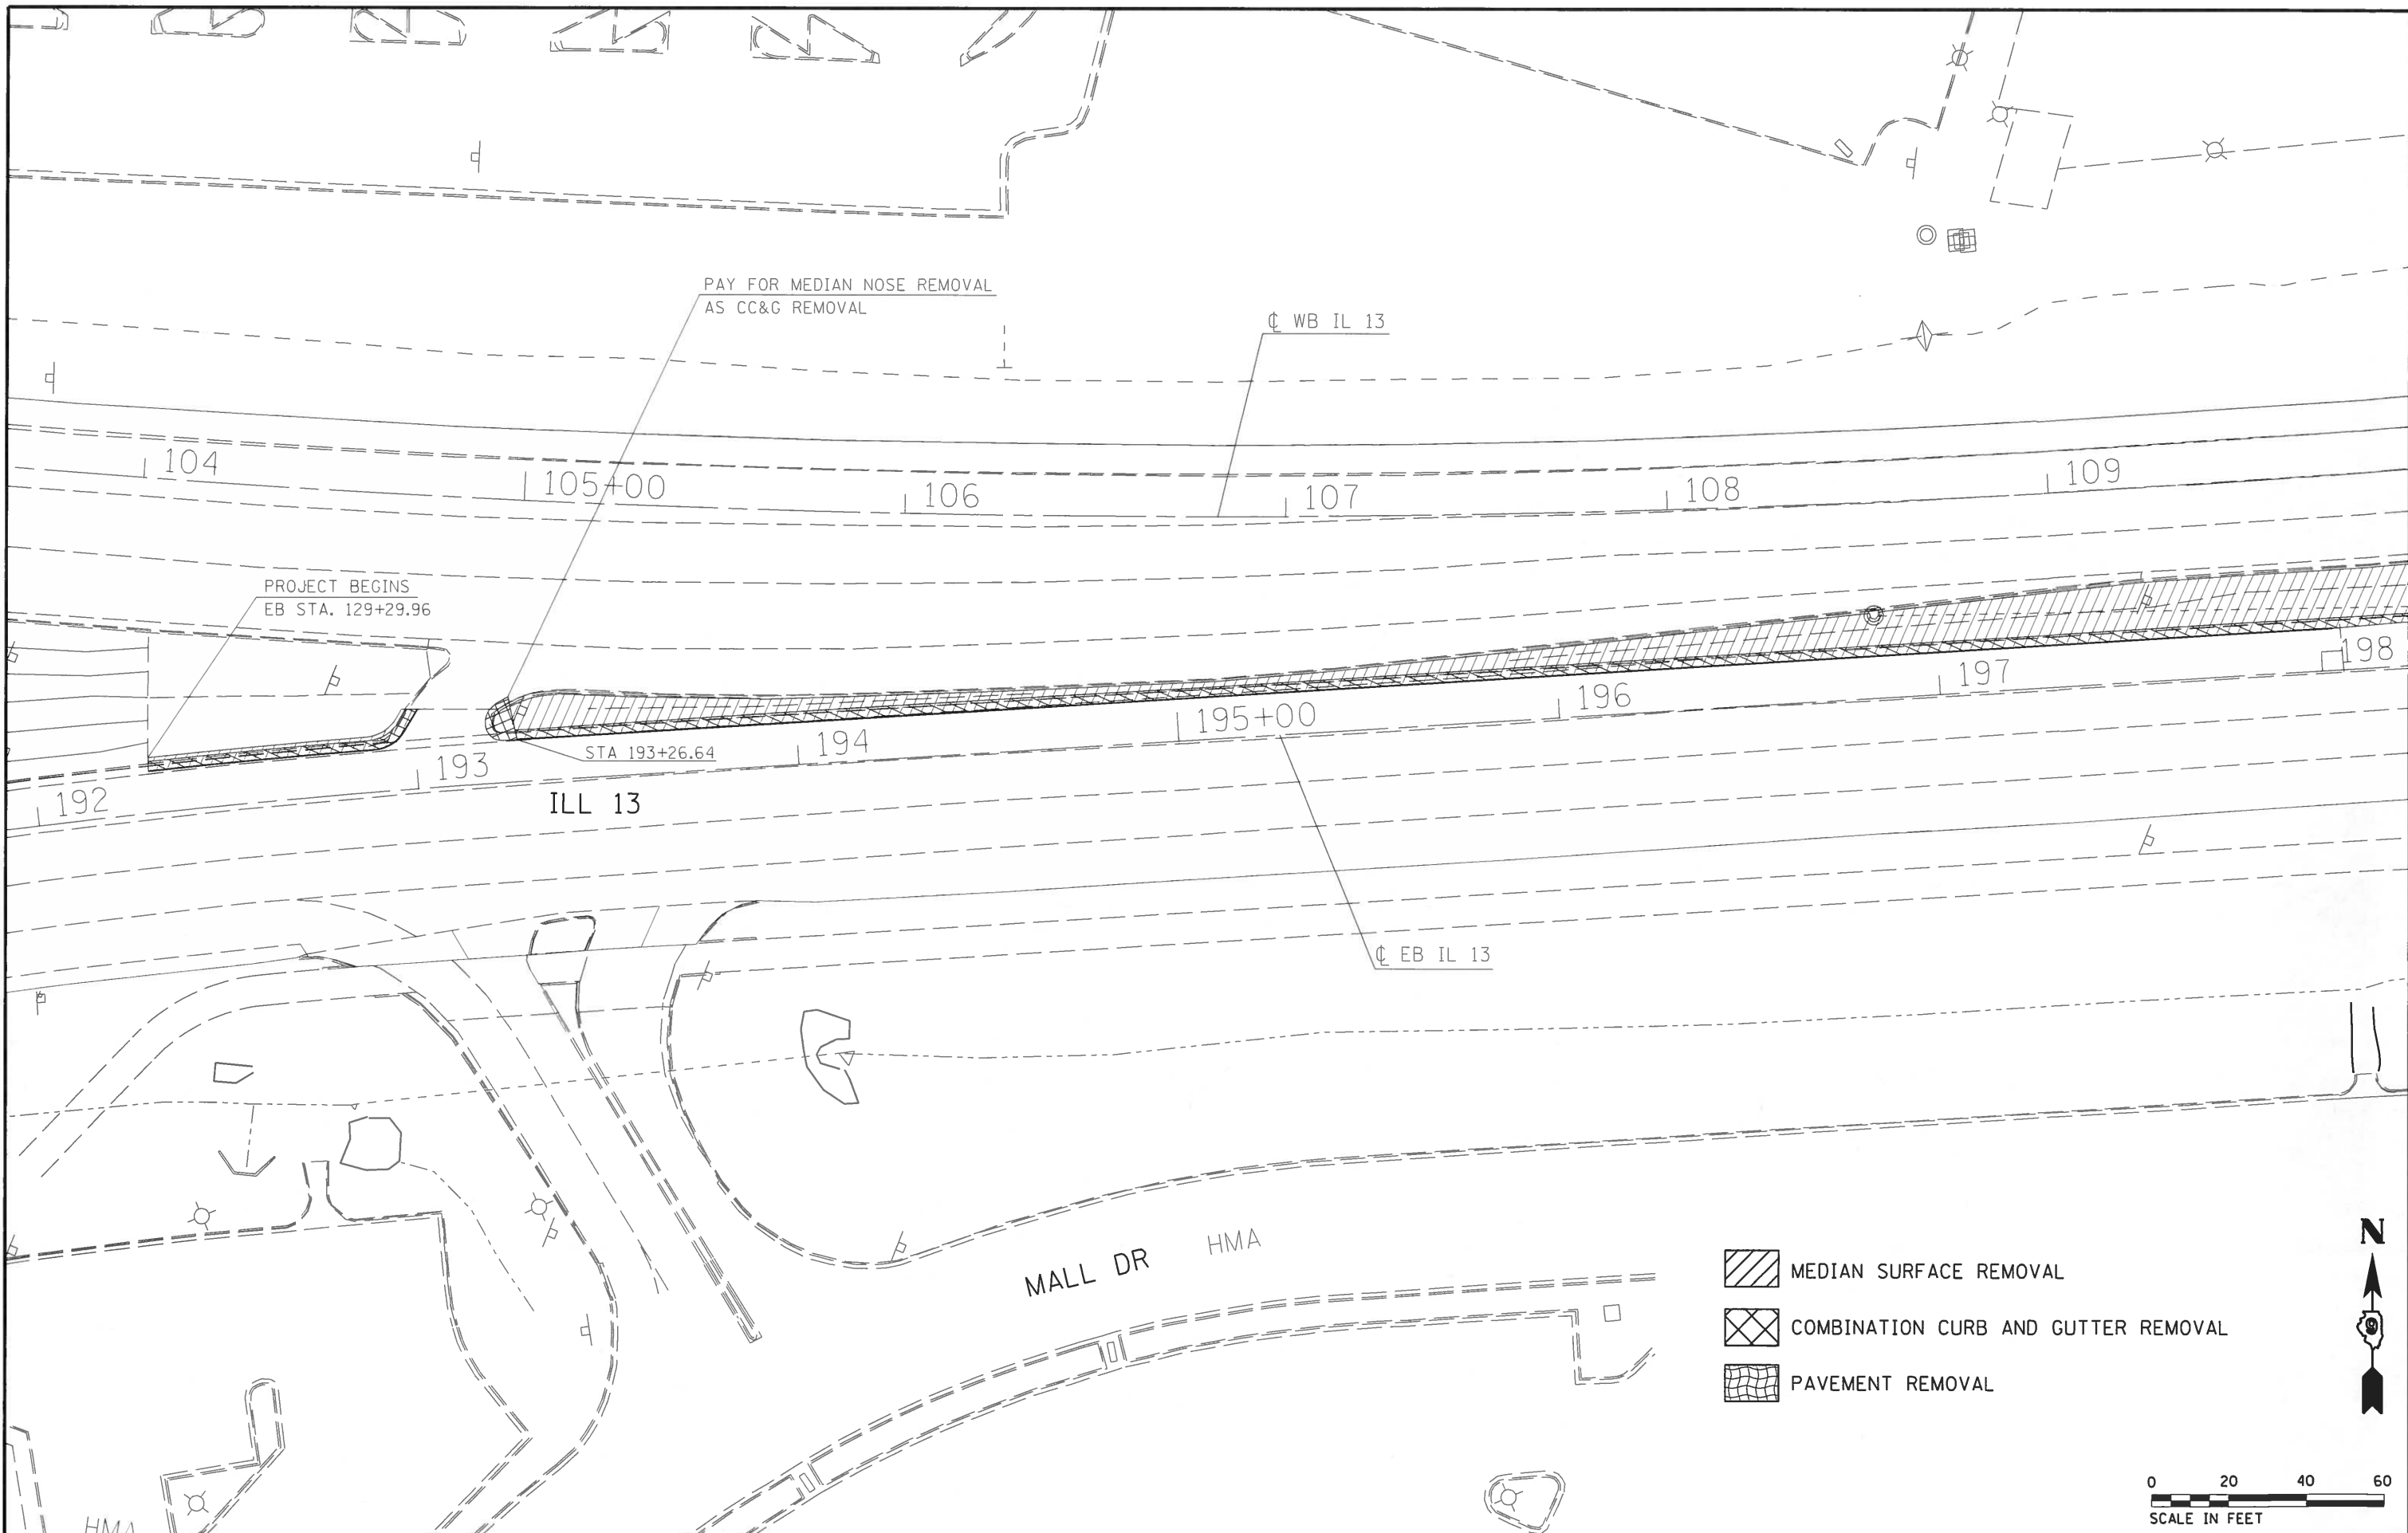 PAY FOR MEDIAN NOSE REMOVAL
AS CC&G REMOVAL
℄ WB IL 13
104
105+00
106
107
108
109
PROJECT BEGINS
EB STA. 129+29.96
192
193
STA 193+26.64
194
195+00
196
197
198
ILL 13
℄ EB IL 13
MALL DR
HMA
MEDIAN SURFACE REMOVAL
COMBINATION CURB AND GUTTER REMOVAL
PAVEMENT REMOVAL
N
9
HMA
0 20 40 60
SCALE IN FEET